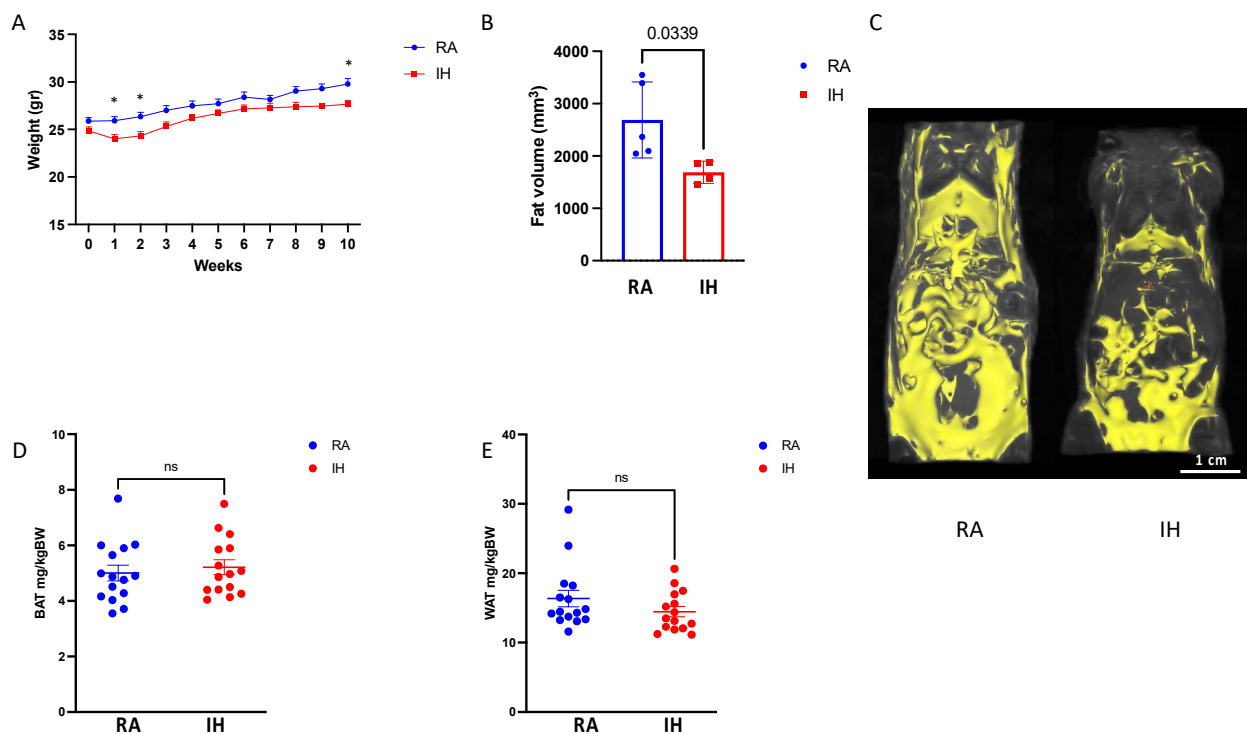 A
Weight (gr)
35
30
25
20
15
* * *
0 1 2 3 4 5 6 7 8 9 10
Weeks
RA
IH
B
0.0339
Fat volume (mm³)
4000
3000
2000
1000
0
RA IH
RA
IH
C
1 cm
RA IH
D
BAT mg/kgBW
10
8
6
4
2
0
ns
RA IH
RA
IH
E
WAT mg/kgBW
40
30
20
10
0
ns
RA IH
RA
IH